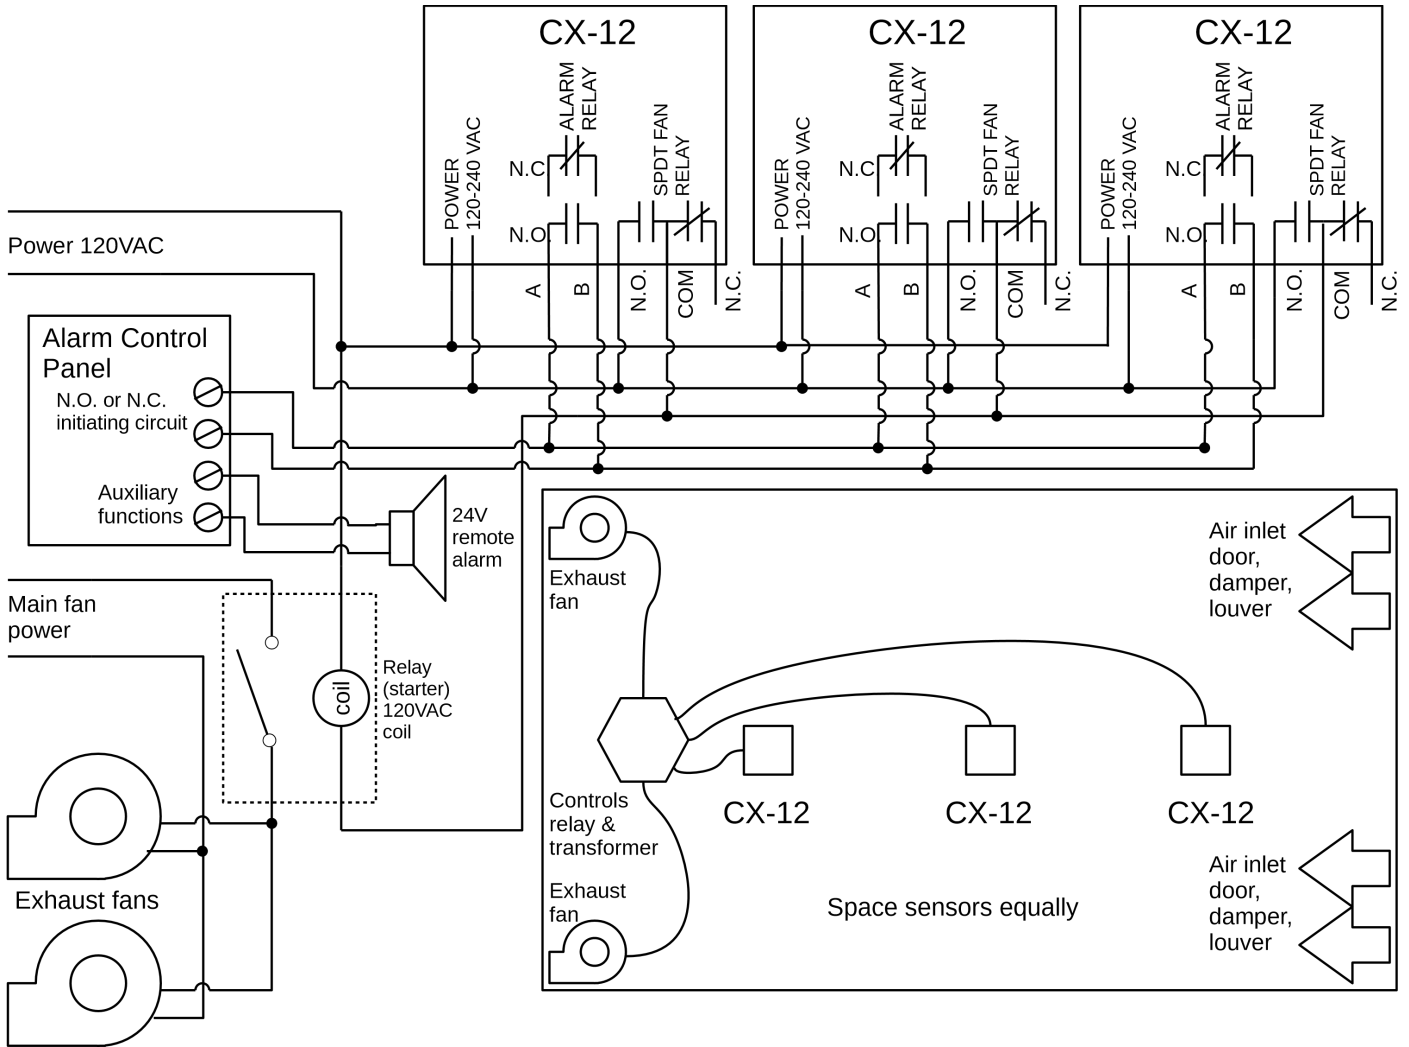 CX-12
ALARM
RELAY
SPDT FAN
RELAY
POWER
120-240 VAC
N.C.
N.O.
A
B
N.O.
COM
N.C.
CX-12
ALARM
RELAY
SPDT FAN
RELAY
POWER
120-240 VAC
N.C
N.O.
A
B
N.O.
COM
N.C.
CX-12
ALARM
RELAY
SPDT FAN
RELAY
POWER
120-240 VAC
N.C
N.O.
A
B
N.O.
COM
N.C.
Power 120VAC
Alarm Control
Panel
N.O. or N.C.
initiating circuit
Auxiliary
functions
24V
remote
alarm
Main fan
power
coil
Relay
(starter)
120VAC
coil
Exhaust fans
Exhaust
fan
Air inlet
door,
damper,
louver
Controls
relay &
transformer
CX-12
CX-12
CX-12
Exhaust
fan
Space sensors equally
Air inlet
door,
damper,
louver